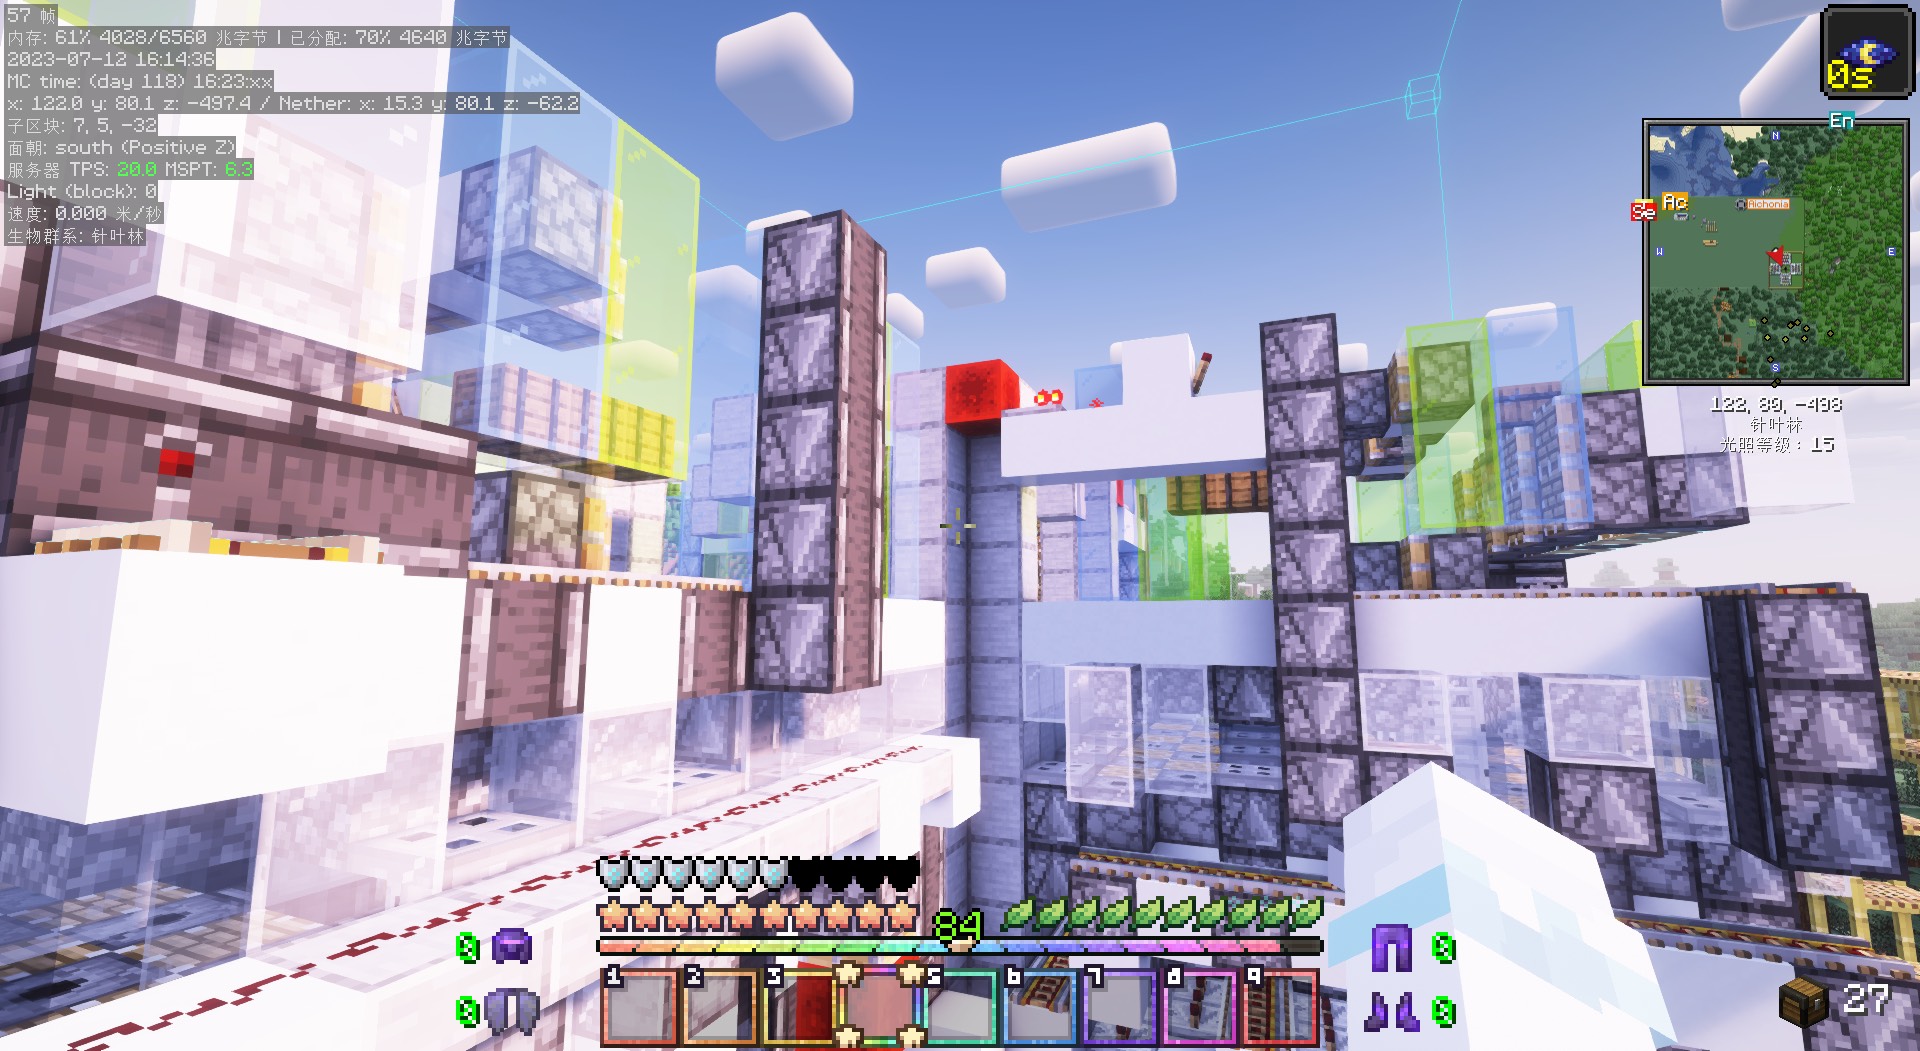 57 帧
内存: 61% 4028/6560 兆字节 | 已分配: 70% 4640 兆字节
2023-07-12 16:14:36
MC time: (day 118) 16:23:xx
x: 122.0 y: 80.1 z: -497.4 / Nether: x: 15.3 y: 80.1 z: -62.2
子区块: 7, 5, -32
面朝: south (Positive Z)
服务器 TPS: 20.0 MSPT: 6.3
Light (block): 0
速度: 0.000 米/秒
生物群系: 针叶林
0s
En
N
Se
Ac
Alchonia
W
E
S
122, 80, -498
针叶林
光照等级: 15
84
0
0
0
0
1
2
3
5
6
7
8
9
27